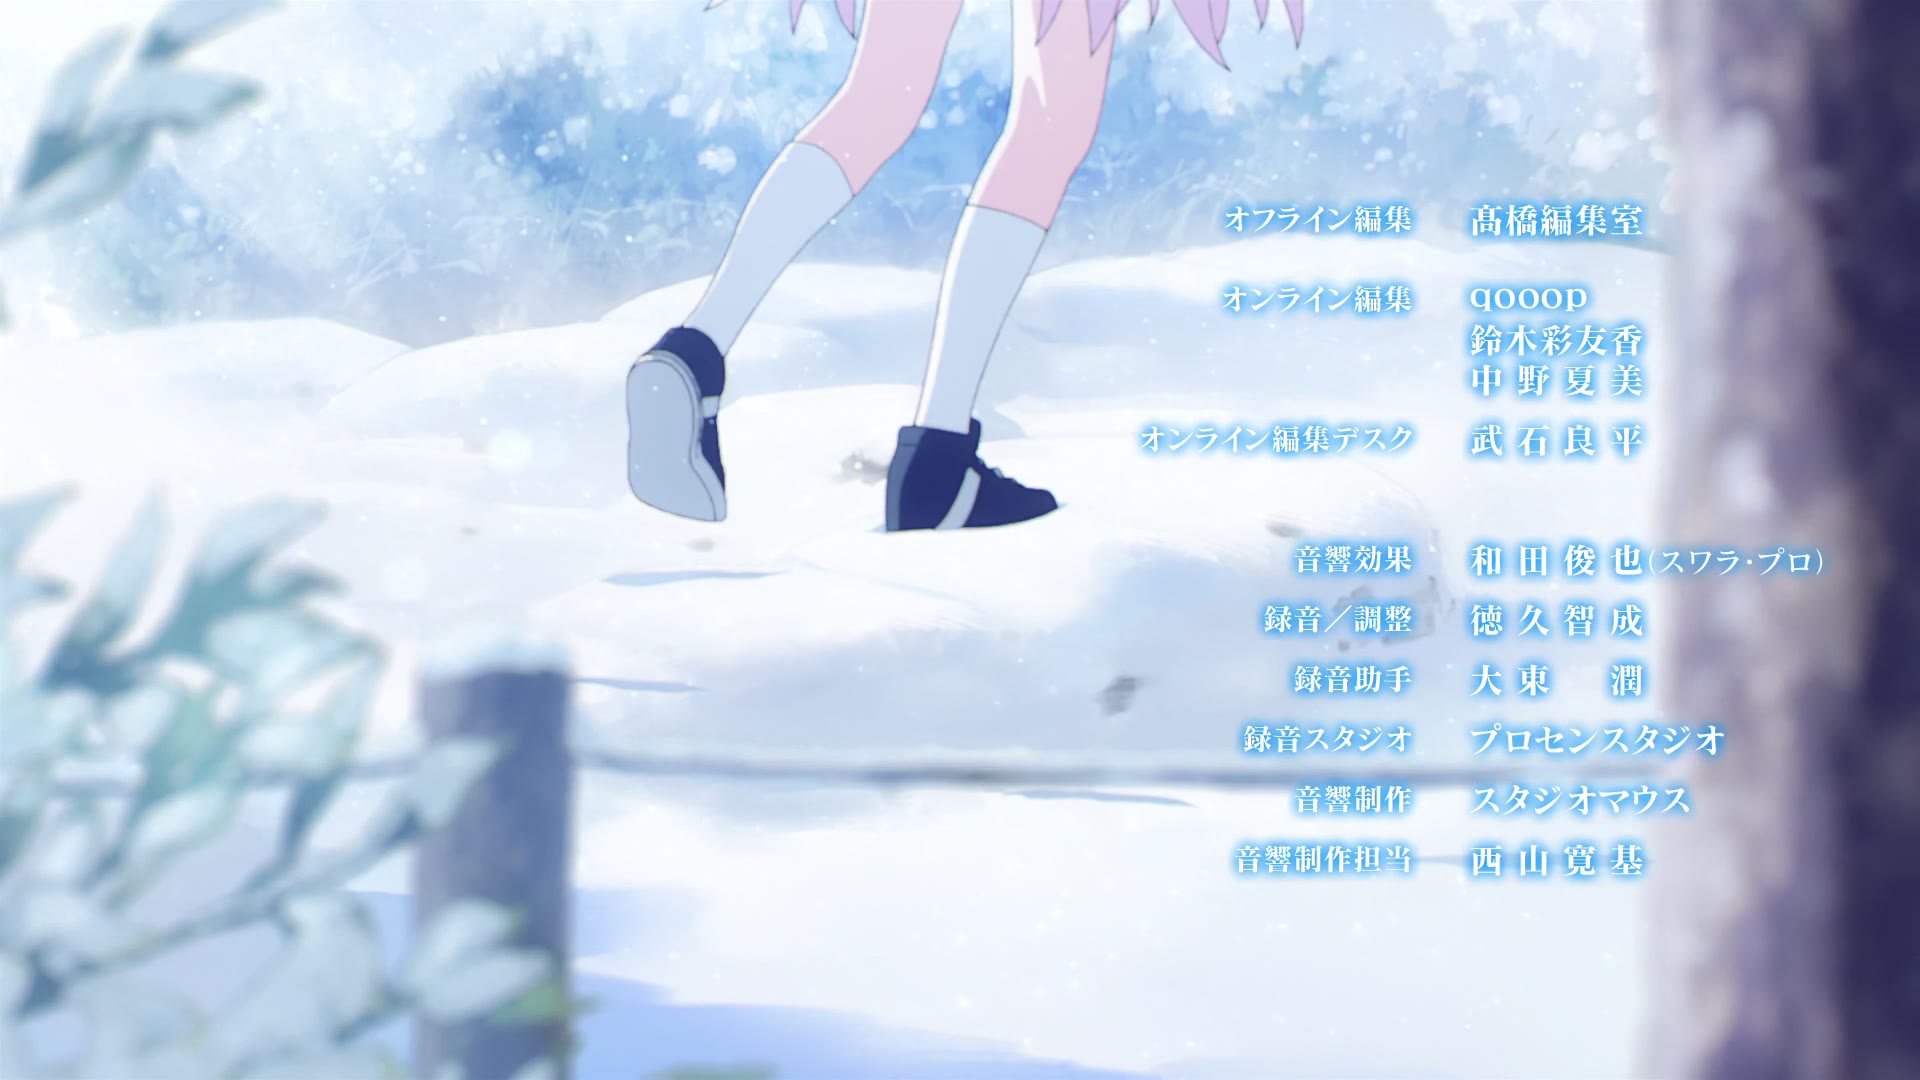 オフライン編集 髙橋編集室
オンライン編集 qooop
鈴木彩友香
中野夏美
オンライン編集デスク 武石良平
音響効果 和田俊也(スワラ・プロ)
録音／調整 徳久智成
録音助手 大東 潤
録音スタジオ プロセンスタジオ
音響制作 スタジオマウス
音響制作担当 西山寛基